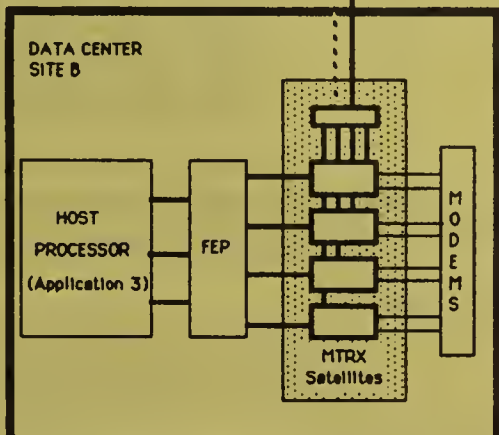 DATA CENTER
SITE B
HOST
PROCESSOR
(Application 3)
FEP
MTRX
Satellites
MODEMS